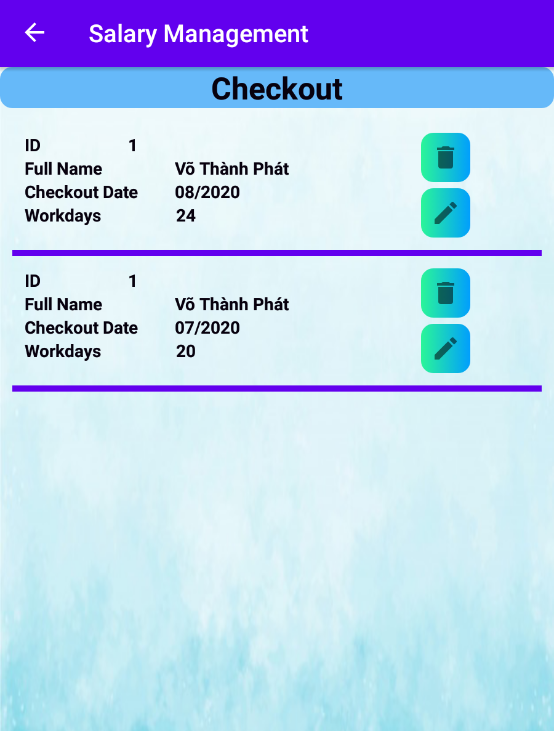 Salary Management
Checkout
ID 1
Full Name Võ Thành Phát
Checkout Date 08/2020
Workdays 24
ID 1
Full Name Võ Thành Phát
Checkout Date 07/2020
Workdays 20